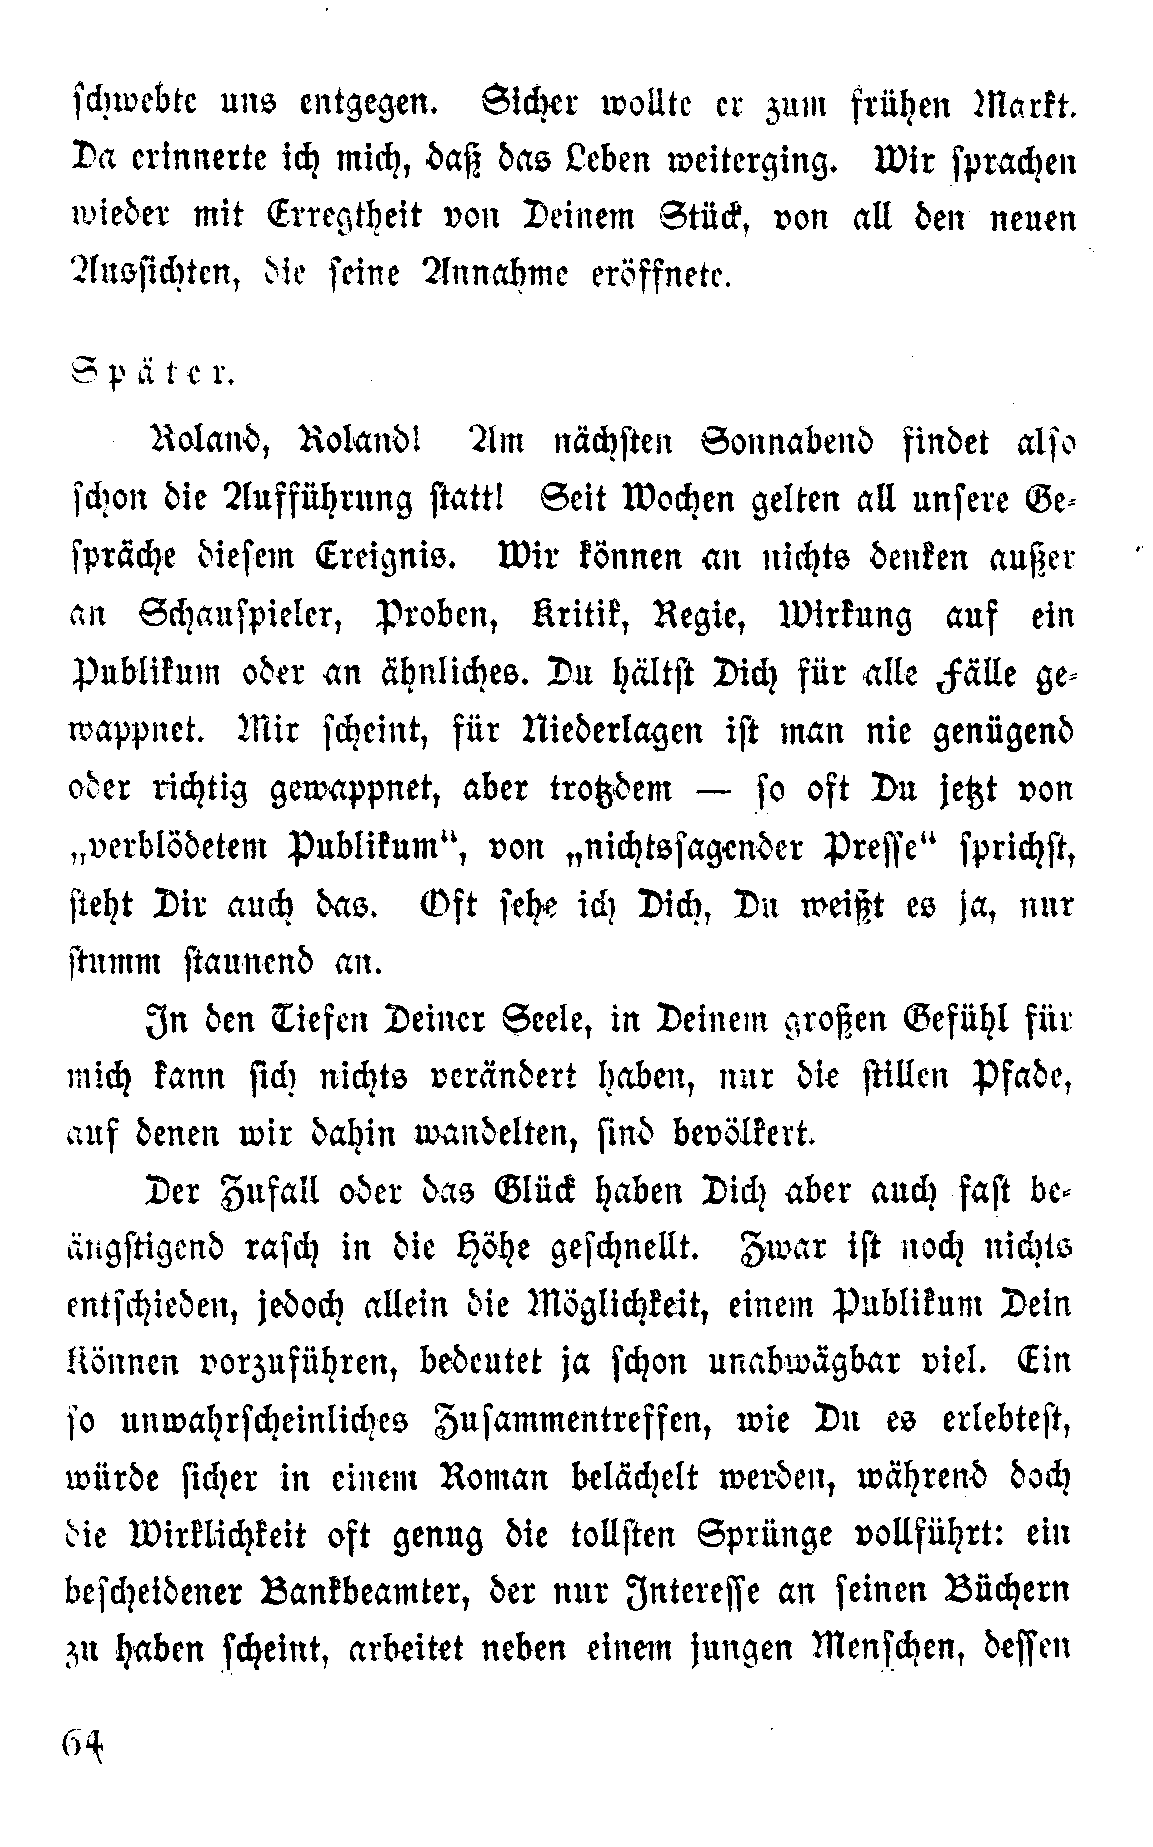 schwebte uns entgegen. Sicher wollte er zum frühen Markt.
Da erinnerte ich mich, daß das Leben weiterging. Wir sprachen
wieder mit Erregtheit von Deinem Stück, von all den neuen
Aussichten, die seine Annahme eröffnete.
Später.
Roland, Roland! Am nächsten Sonnabend findet also
schon die Aufführung statt! Seit Wochen gelten all unsere Ge-
spräche diesem Ereignis. Wir können an nichts denken außer
an Schauspieler, Proben, Kritik, Regie, Wirkung auf ein
Publikum oder an ähnliches. Du hältst Dich für alle Fälle ge-
wappnet. Mir scheint, für Niederlagen ist man nie genügend
oder richtig gewappnet, aber trotzdem — so oft Du jetzt von
„verblödetem Publikum“, von „nichtssagender Presse“ sprichst,
steht Dir auch das. Oft sehe ich Dich, Du weißt es ja, nur
stumm staunend an.
In den Tiefen Deiner Seele, in Deinem großen Gefühl für
mich kann sich nichts verändert haben, nur die stillen Pfade,
auf denen wir dahin wandelten, sind bevölkert.
Der Zufall oder das Glück haben Dich aber auch fast be-
ängstigend rasch in die Höhe geschnellt. Zwar ist noch nichts
entschieden, jedoch allein die Möglichkeit, einem Publikum Dein
Können vorzuführen, bedeutet ja schon unabwägbar viel. Ein
so unwahrscheinliches Zusammentreffen, wie Du es erlebtest,
würde sicher in einem Roman belächelt werden, während doch
die Wirklichkeit oft genug die tollsten Sprünge vollführt: ein
bescheidener Bankbeamter, der nur Interesse an seinen Büchern
zu haben scheint, arbeitet neben einem jungen Menschen, dessen
64